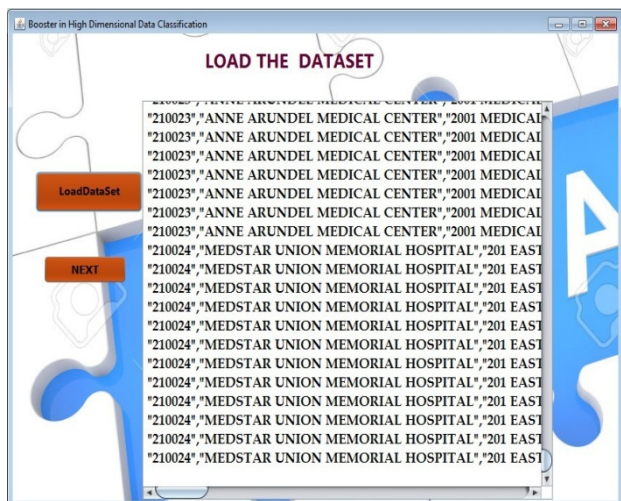 Booster in High Dimensional Data Classification
LOAD THE DATASET
"210023","ANNE ARUNDEL MEDICAL CENTER","2001 MEDICAL
"210023","ANNE ARUNDEL MEDICAL CENTER","2001 MEDICAL
"210023","ANNE ARUNDEL MEDICAL CENTER","2001 MEDICAL
"210023","ANNE ARUNDEL MEDICAL CENTER","2001 MEDICAL
"210023","ANNE ARUNDEL MEDICAL CENTER","2001 MEDICAL
"210023","ANNE ARUNDEL MEDICAL CENTER","2001 MEDICAL
"210023","ANNE ARUNDEL MEDICAL CENTER","2001 MEDICAL
"210023","ANNE ARUNDEL MEDICAL CENTER","2001 MEDICAL
"210024","MEDSTAR UNION MEMORIAL HOSPITAL","201 EAST
"210024","MEDSTAR UNION MEMORIAL HOSPITAL","201 EAST
"210024","MEDSTAR UNION MEMORIAL HOSPITAL","201 EAST
"210024","MEDSTAR UNION MEMORIAL HOSPITAL","201 EAST
"210024","MEDSTAR UNION MEMORIAL HOSPITAL","201 EAST
"210024","MEDSTAR UNION MEMORIAL HOSPITAL","201 EAST
"210024","MEDSTAR UNION MEMORIAL HOSPITAL","201 EAST
"210024","MEDSTAR UNION MEMORIAL HOSPITAL","201 EAST
"210024","MEDSTAR UNION MEMORIAL HOSPITAL","201 EAST
"210024","MEDSTAR UNION MEMORIAL HOSPITAL","201 EAST
"210024","MEDSTAR UNION MEMORIAL HOSPITAL","201 EAST
"210024","MEDSTAR UNION MEMORIAL HOSPITAL","201 EAST
LoadDataSet
NEXT
A